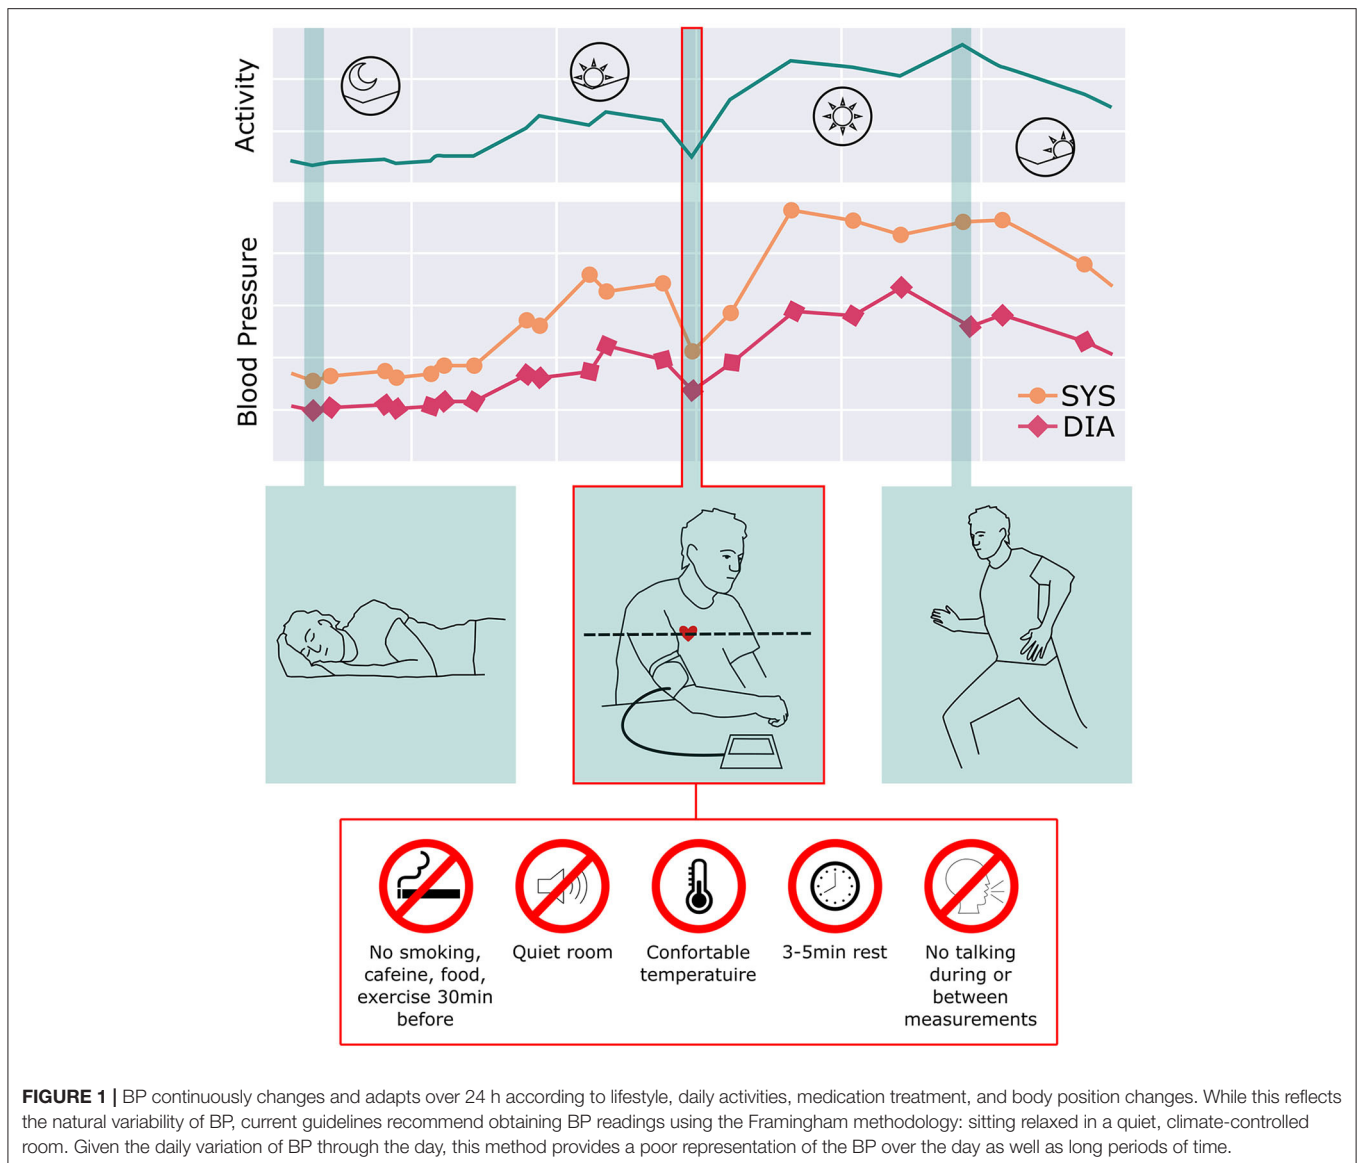 Activity
Blood Pressure
SYS
DIA
No smoking,
cafeine, food,
exercise 30min
before
Quiet room
Confortable
temperatuire
3-5min rest
No talking
during or
between
measurements
FIGURE 1 | BP continuously changes and adapts over 24 h according to lifestyle, daily activities, medication treatment, and body position changes. While this reflects
the natural variability of BP, current guidelines recommend obtaining BP readings using the Framingham methodology: sitting relaxed in a quiet, climate-controlled
room. Given the daily variation of BP through the day, this method provides a poor representation of the BP over the day as well as long periods of time.